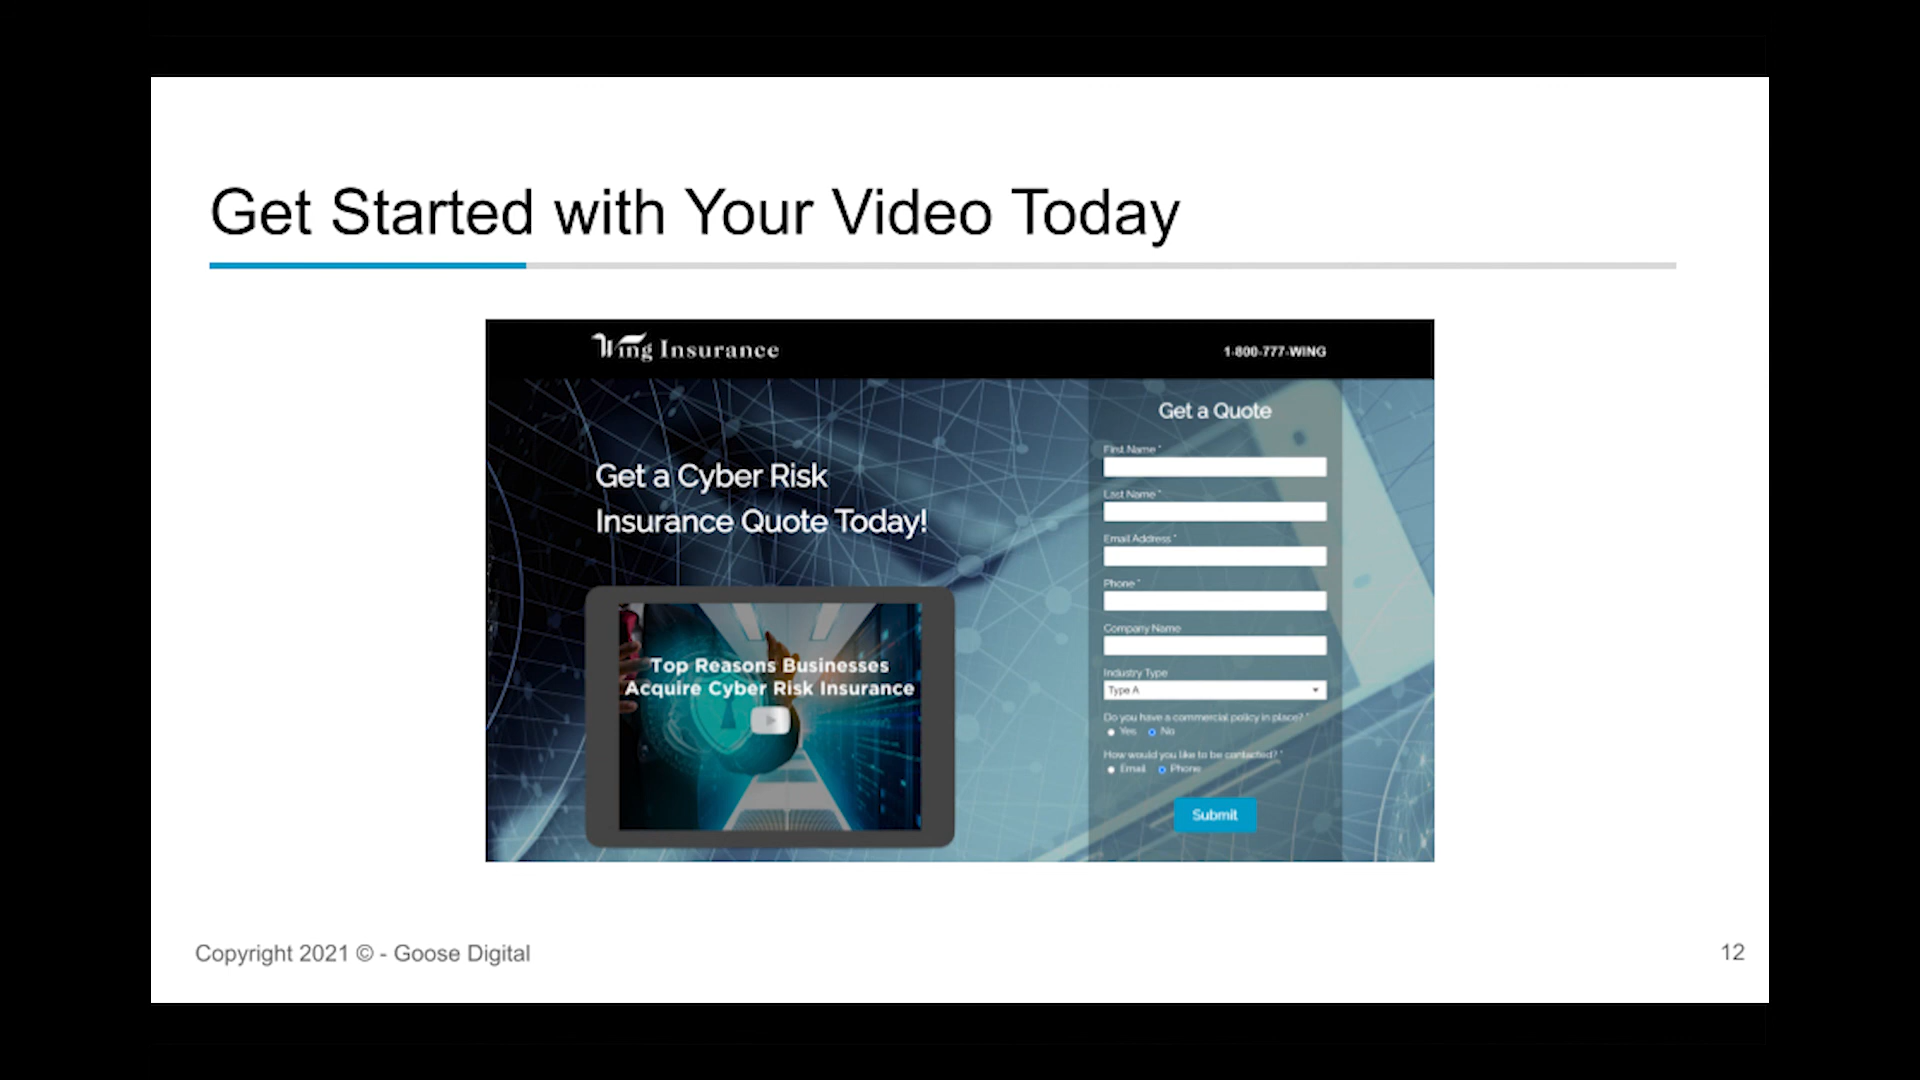 Get Started with Your Video Today
Wing Insurance
1-800-777-WING
Get a Cyber Risk
Insurance Quote Today!
Top Reasons Businesses
Acquire Cyber Risk Insurance
Get a Quote
First Name *
Last Name *
Email Address *
Phone *
Company Name
Industry Type
Type A
Do you have a commercial policy in place? *
Yes No
How would you like to be contacted? *
Email Phone
Submit
Copyright 2021 © - Goose Digital
12